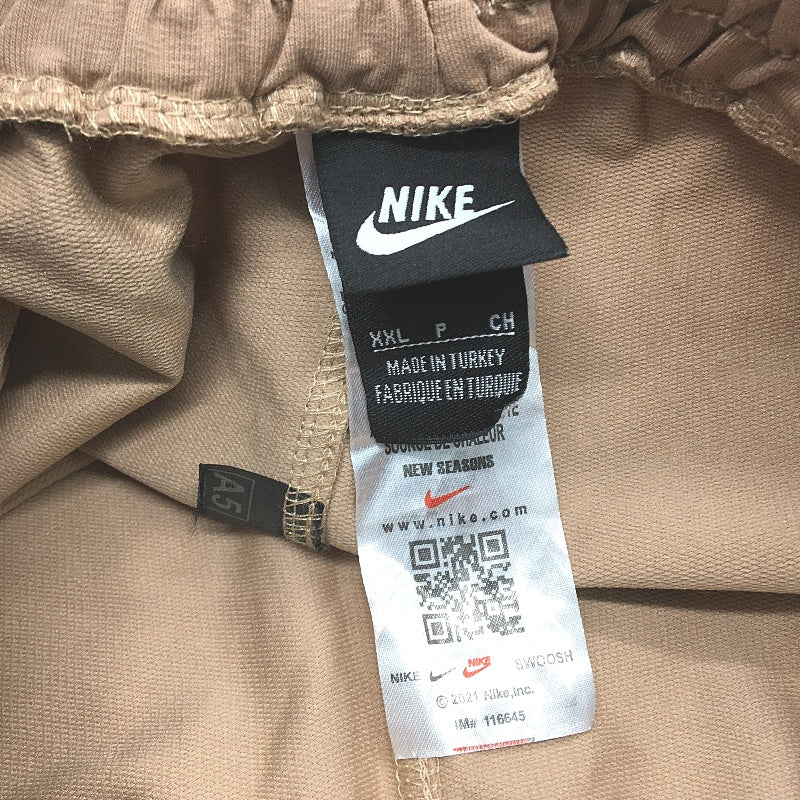 NIKE
XXL P CH
MADE IN TURKEY
FABRIQUE EN TURQUIE
SOURCE DE CHALEUR
NEW SEASONS
www.nike.com
NIKE NIKE SWOOSH
© 2021 Nike,Inc.
IM# 116645
A5